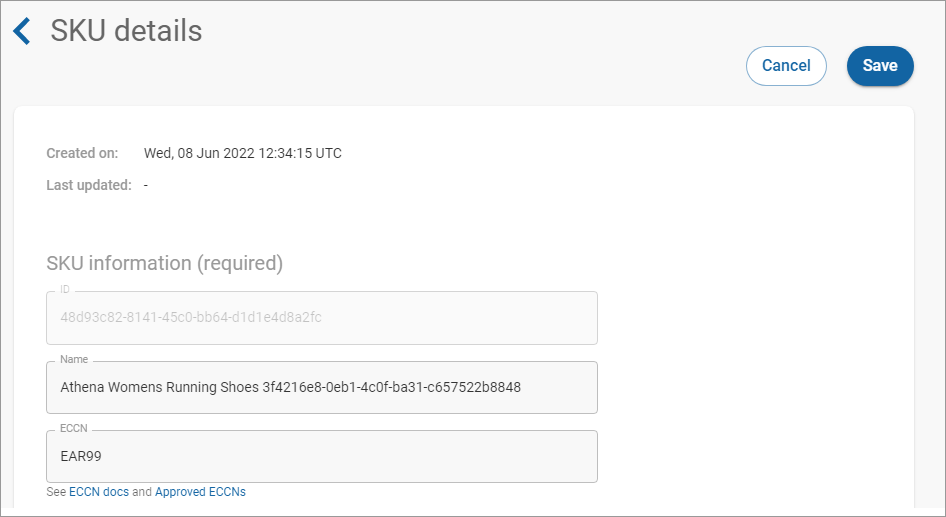 SKU details
Cancel
Save
Created on: Wed, 08 Jun 2022 12:34:15 UTC
Last updated: -
SKU information (required)
ID
48d93c82-8141-45c0-bb64-d1d1e4d8a2fc
Name
Athena Womens Running Shoes 3f4216e8-0eb1-4c0f-ba31-c657522b8848
ECCN
EAR99
See ECCN docs and Approved ECCNs